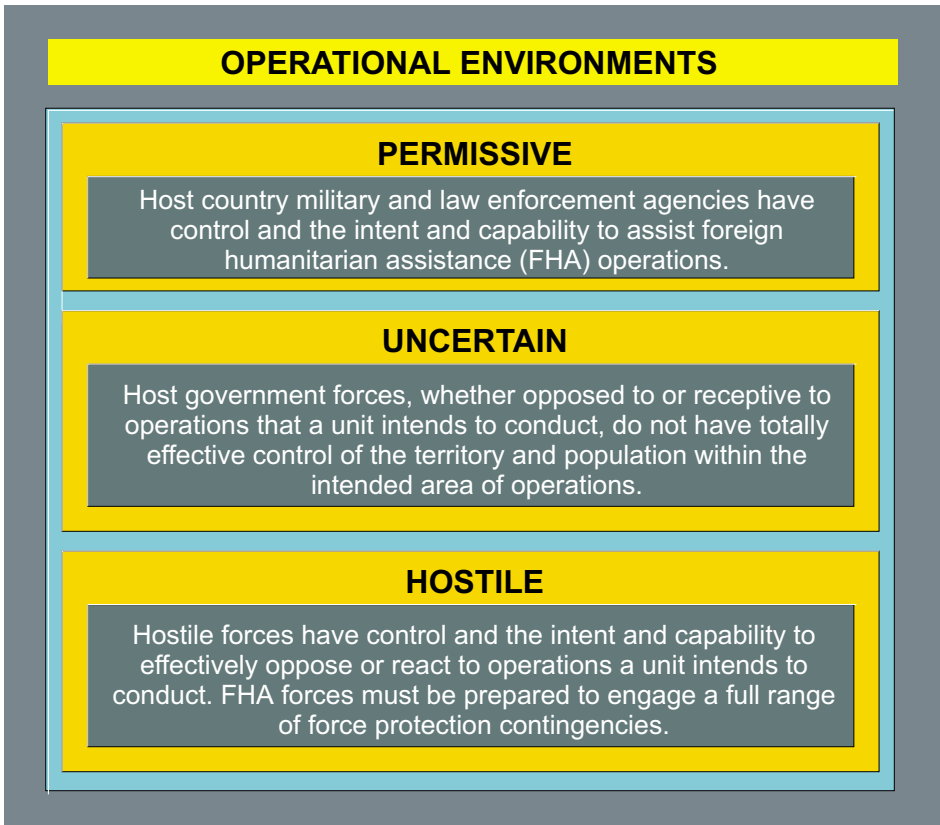 OPERATIONAL ENVIRONMENTS
PERMISSIVE
Host country military and law enforcement agencies have
control and the intent and capability to assist foreign
humanitarian assistance (FHA) operations.
UNCERTAIN
Host government forces, whether opposed to or receptive to
operations that a unit intends to conduct, do not have totally
effective control of the territory and population within the
intended area of operations.
HOSTILE
Hostile forces have control and the intent and capability to
effectively oppose or react to operations a unit intends to
conduct. FHA forces must be prepared to engage a full range
of force protection contingencies.